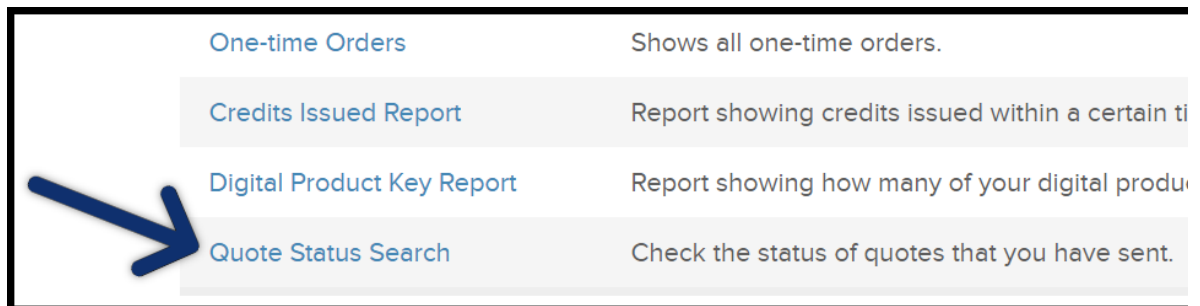 One-time Orders Shows all one-time orders.
Credits Issued Report Report showing credits issued within a certain
Digital Product Key Report Report showing how many of your digital
Quote Status Search Check the status of quotes that you have sent.